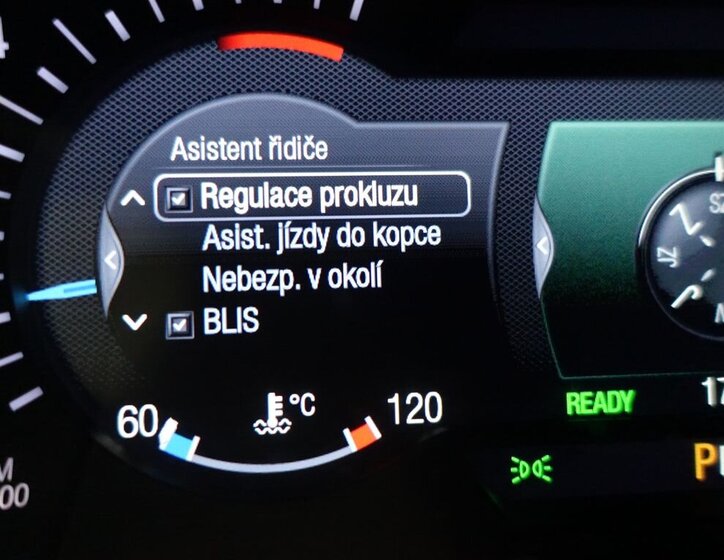 Asistent řidiče
Regulace prokluzu
Asist. jízdy do kopce
Nebezp. v okolí
BLIS
60
°C
120
READY